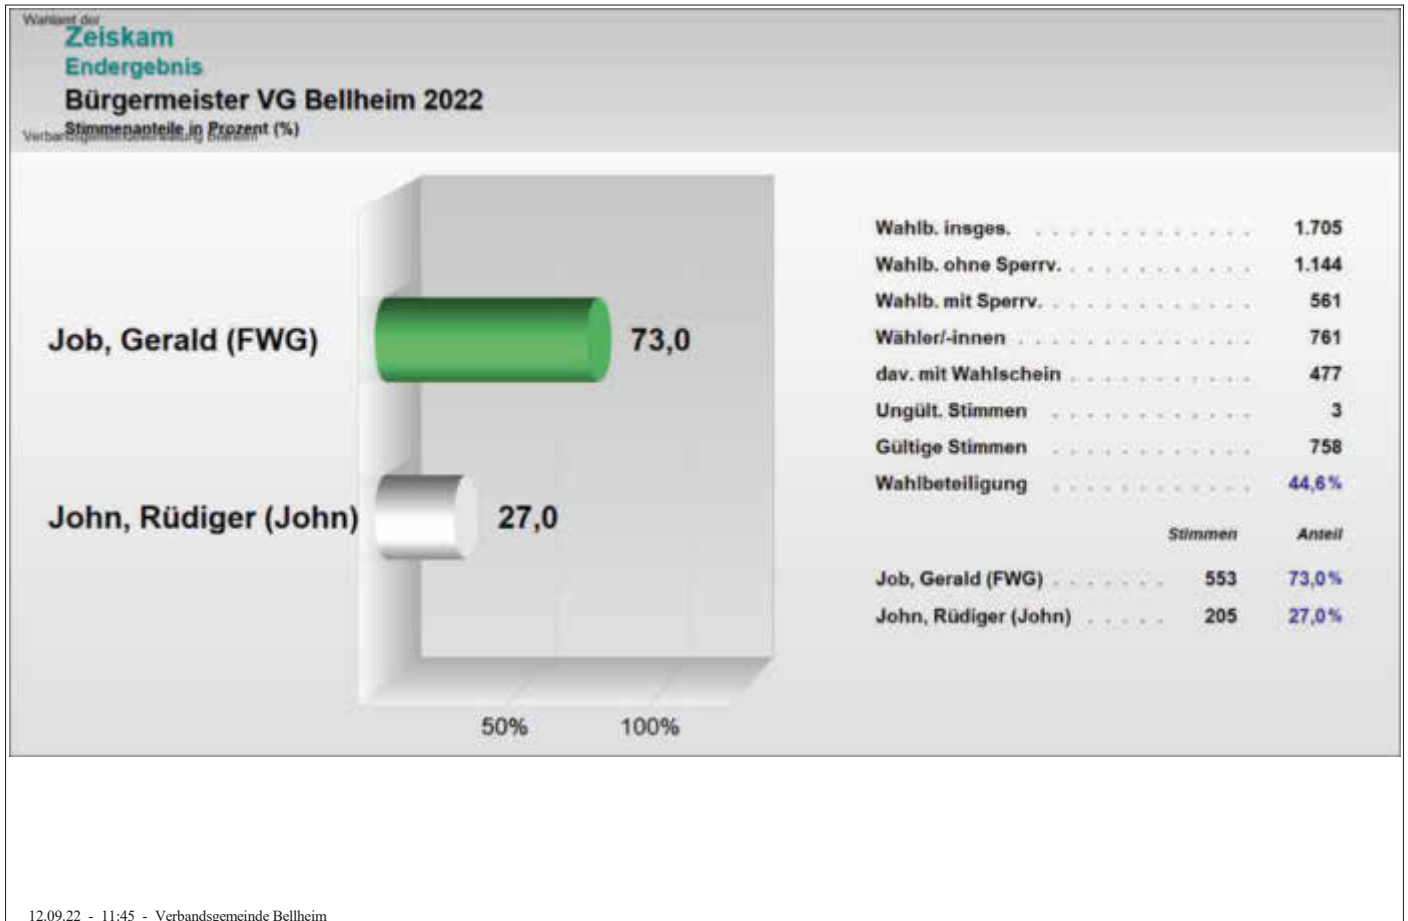 Wahlamt der
Zeiskam
Endergebnis
Bürgermeister VG Bellheim 2022
Stimmenanteile in Prozent (%)
Job, Gerald (FWG) 73,0
John, Rüdiger (John) 27,0
50% 100%
Wahlb. insges. . . . . . . . . . . . . . 1.705
Wahlb. ohne Sperrv. . . . . . . . . . . . 1.144
Wahlb. mit Sperrv. . . . . . . . . . . . . 561
Wähler/-innen . . . . . . . . . . . . . 761
dav. mit Wahlschein . . . . . . . . . . . 477
Ungült. Stimmen . . . . . . . . . . . 3
Gültige Stimmen . . . . . . . . . . . 758
Wahlbeteiligung . . . . . . . . . . . 44,6%
Stimmen Anteil
Job, Gerald (FWG) . . . . . . 553 73,0%
John, Rüdiger (John) . . . . . 205 27,0%
12.09.22 - 11:45 - Verbandsgemeinde Bellheim